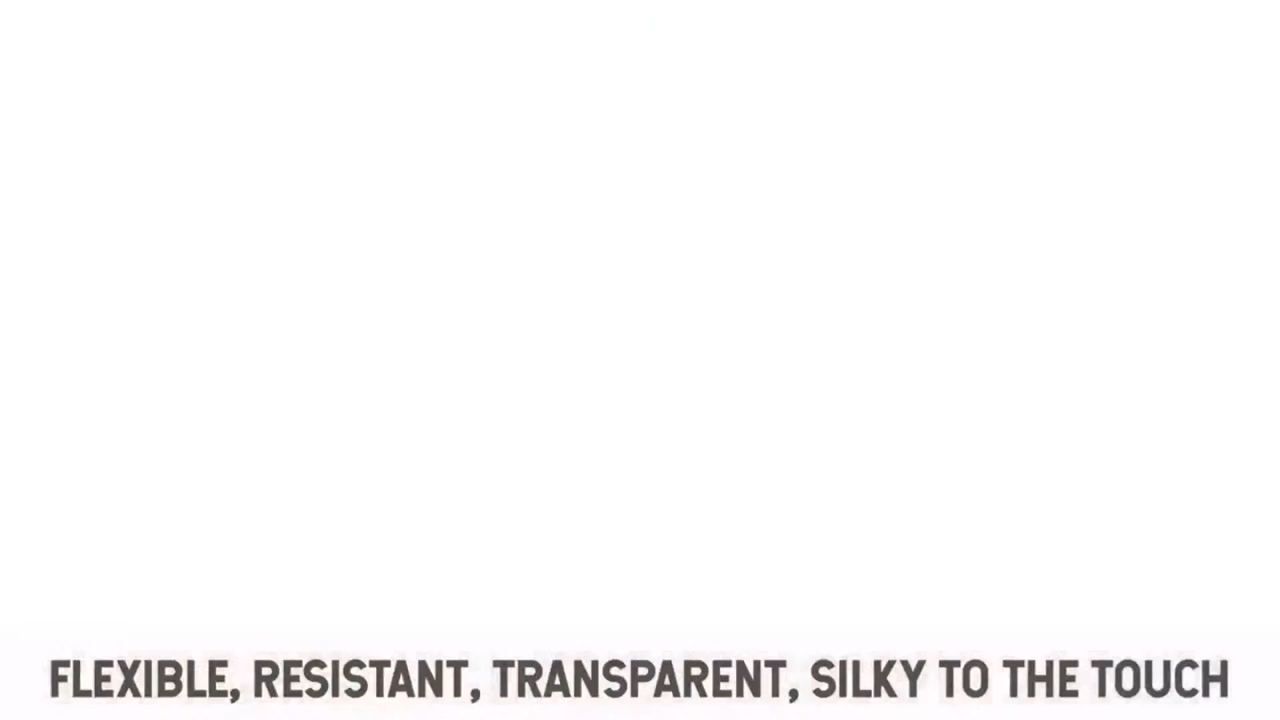 FLEXIBLE, RESISTANT, TRANSPARENT, SILKY TO THE TOUCH